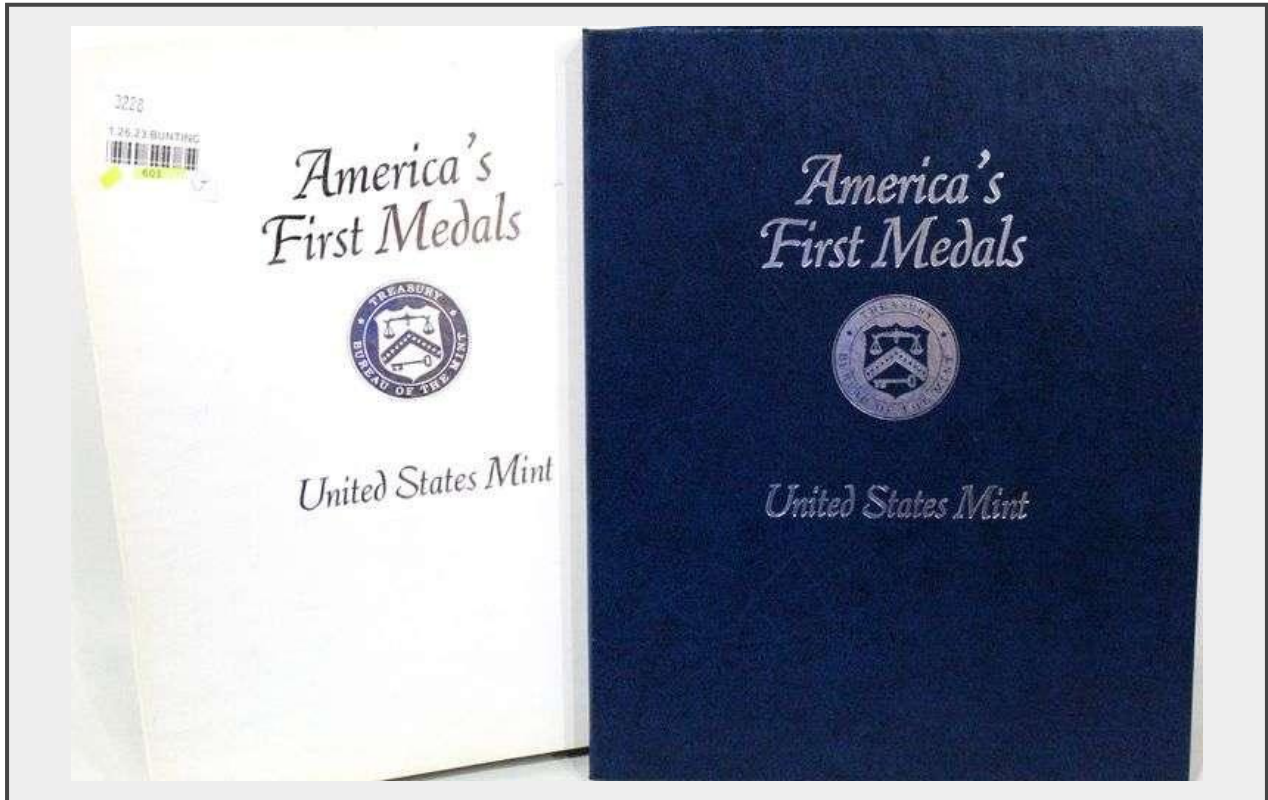 3228
1.26.23.BUNTING
603
America's
First Medals
TREASURY
BUREAU OF THE MINT
United States Mint
America's
First Medals
TREASURY
BUREAU OF THE MINT
United States Mint